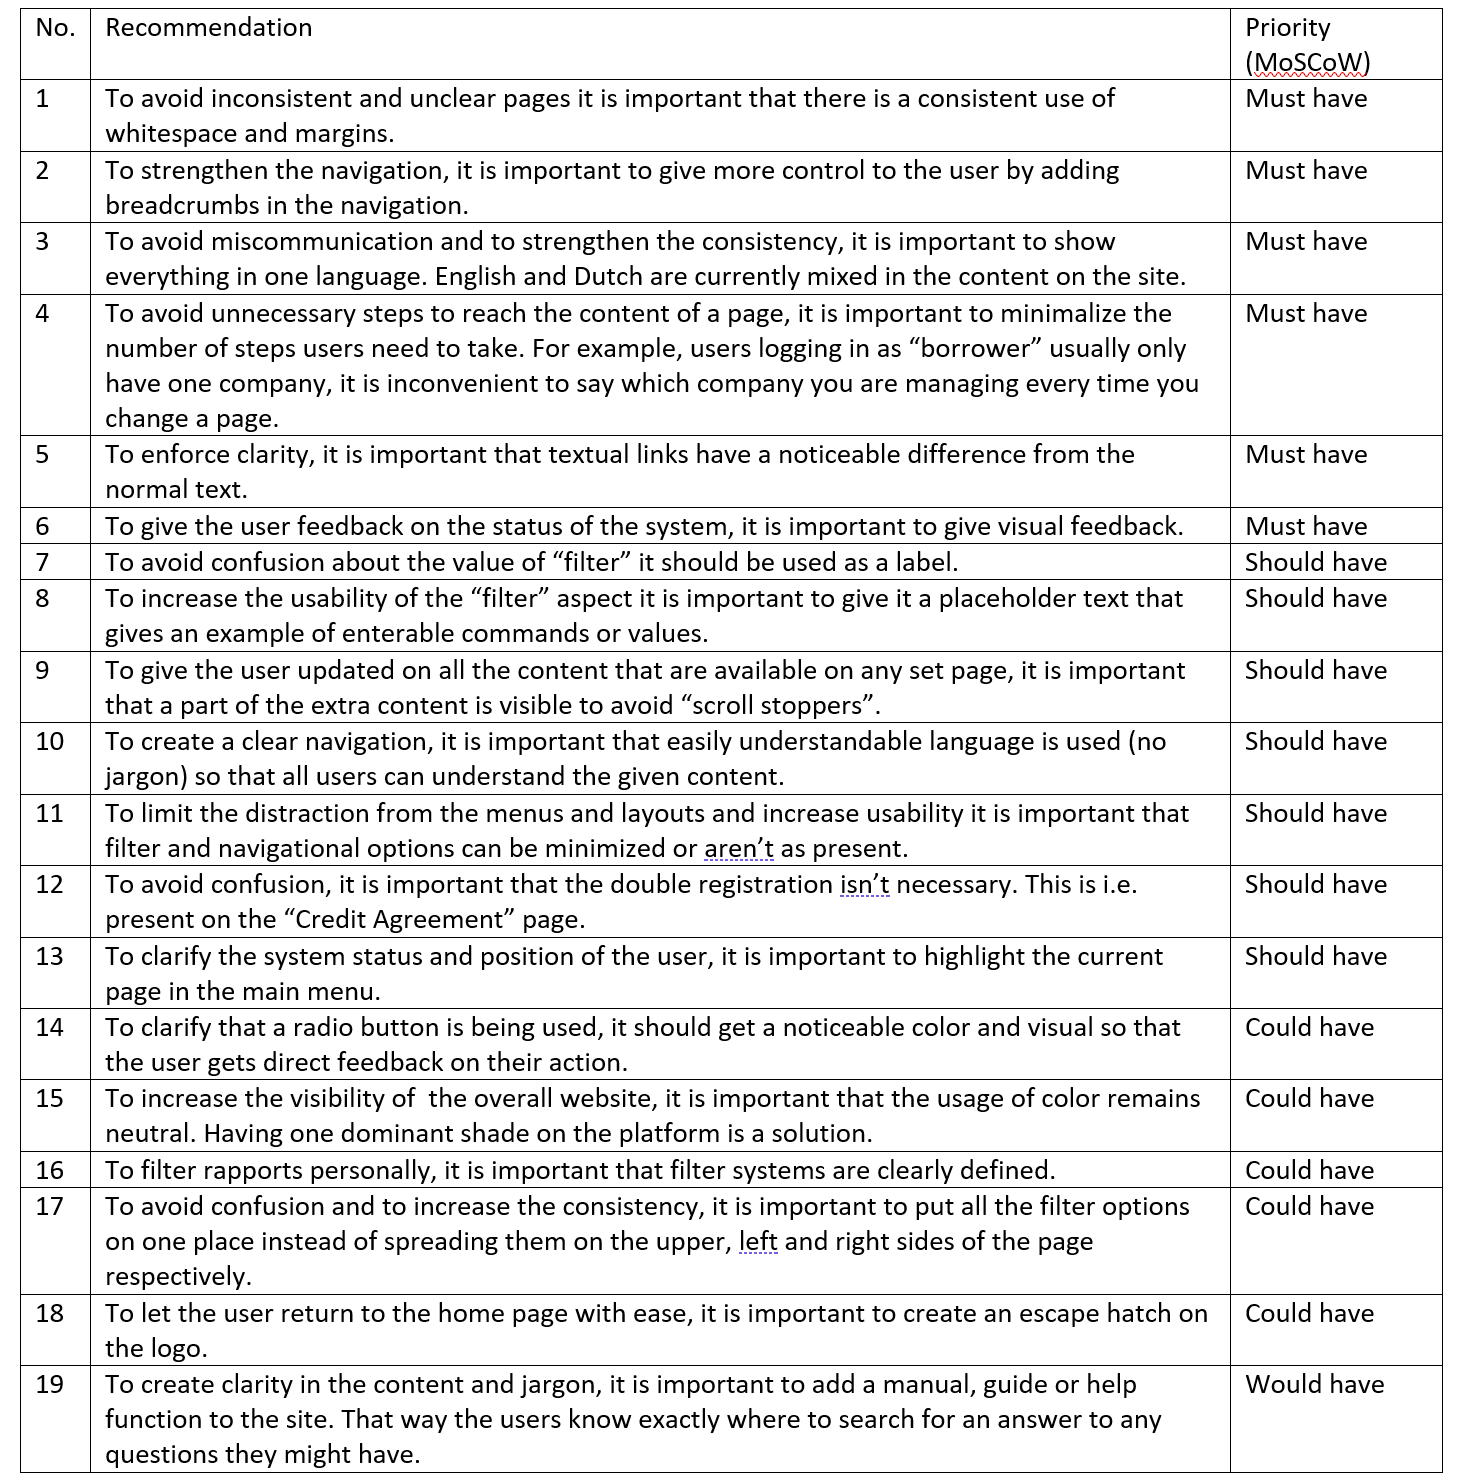 No. Recommendation Priority
(MoSCoW)
1 To avoid inconsistent and unclear pages it is important that there is a consistent use of Must have
whitespace and margins.
2 To strengthen the navigation, it is important to give more control to the user by adding Must have
breadcrumbs in the navigation.
3 To avoid miscommunication and to strengthen the consistency, it is important to show Must have
everything in one language. English and Dutch are currently mixed in the content on the site.
4 To avoid unnecessary steps to reach the content of a page, it is important to minimalize the Must have
number of steps users need to take. For example, users logging in as “borrower” usually only
have one company, it is inconvenient to say which company you are managing every time you
change a page.
5 To enforce clarity, it is important that textual links have a noticeable difference from the Must have
normal text.
6 To give the user feedback on the status of the system, it is important to give visual feedback. Must have
7 To avoid confusion about the value of “filter” it should be used as a label. Should have
8 To increase the usability of the “filter” aspect it is important to give it a placeholder text that Should have
gives an example of enterable commands or values.
9 To give the user updated on all the content that are available on any set page, it is important Should have
that a part of the extra content is visible to avoid “scroll stoppers”.
10 To create a clear navigation, it is important that easily understandable language is used (no Should have
jargon) so that all users can understand the given content.
11 To limit the distraction from the menus and layouts and increase usability it is important that Should have
filter and navigational options can be minimized or aren’t as present.
12 To avoid confusion, it is important that the double registration isn’t necessary. This is i.e. Should have
present on the “Credit Agreement” page.
13 To clarify the system status and position of the user, it is important to highlight the current Should have
page in the main menu.
14 To clarify that a radio button is being used, it should get a noticeable color and visual so that Could have
the user gets direct feedback on their action.
15 To increase the visibility of  the overall website, it is important that the usage of color remains Could have
neutral. Having one dominant shade on the platform is a solution.
16 To filter rapports personally, it is important that filter systems are clearly defined. Could have
17 To avoid confusion and to increase the consistency, it is important to put all the filter options Could have
on one place instead of spreading them on the upper, left and right sides of the page
respectively.
18 To let the user return to the home page with ease, it is important to create an escape hatch on Could have
the logo.
19 To create clarity in the content and jargon, it is important to add a manual, guide or help Would have
function to the site. That way the users know exactly where to search for an answer to any
questions they might have.